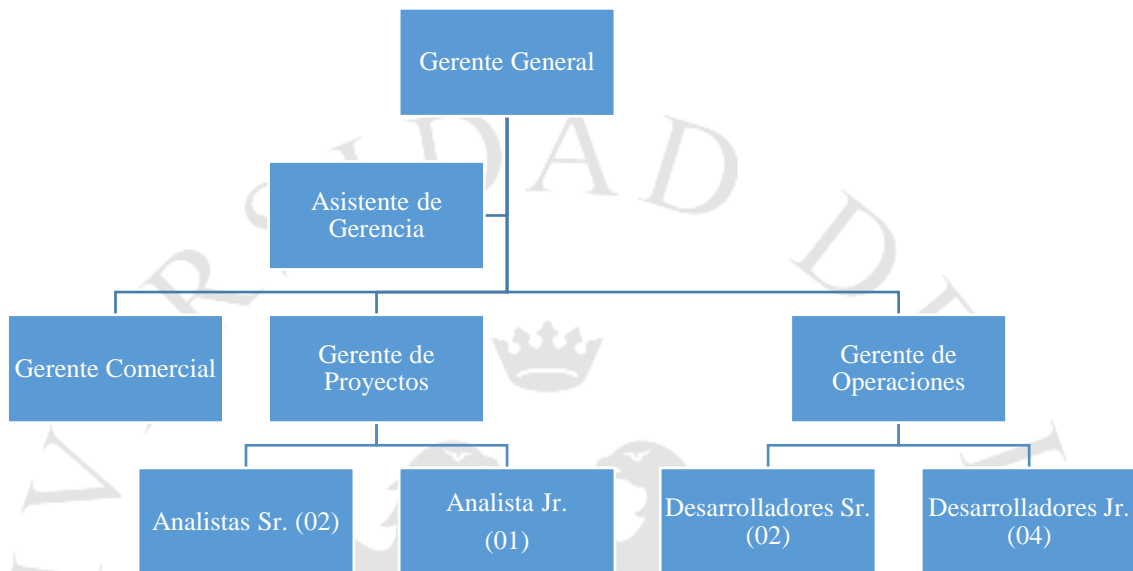 Gerente General
Asistente de
Gerencia
Gerente Comercial
Gerente de
Proyectos
Gerente de
Operaciones
Analistas Sr. (02)
Analista Jr.
(01)
Desarrolladores Sr.
(02)
Desarrolladores Jr.
(04)